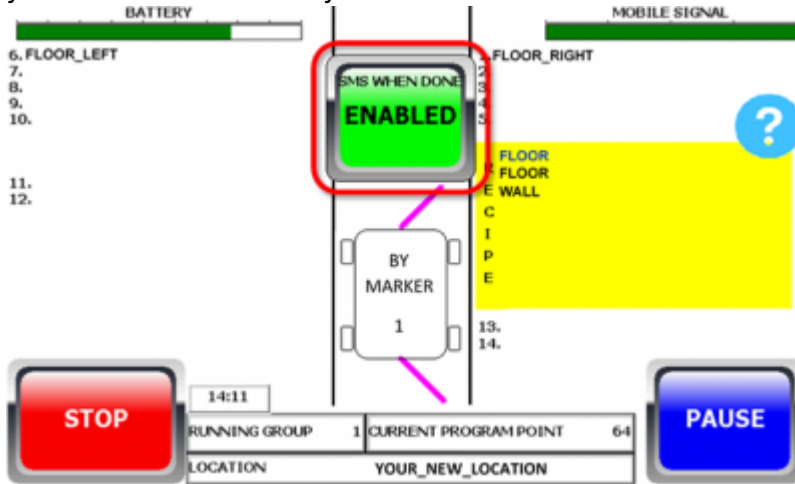 BATTERY
MOBILE SIGNAL
6. FLOOR_LEFT
7.
8.
9.
10.
11.
12.
SMS WHEN DONE
ENABLED
1. FLOOR_RIGHT
2.
3.
4.
5.
?
RECIPE
FLOOR
FLOOR
WALL
BY
MARKER
1
13.
14.
STOP
14:11
PAUSE
RUNNING GROUP 1
CURRENT PROGRAM POINT 64
LOCATION YOUR_NEW_LOCATION